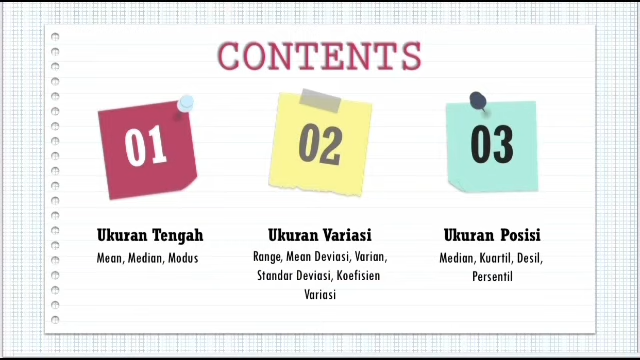 CONTENTS
01
02
03
Ukuran Tengah
Mean, Median, Modus
Ukuran Variasi
Range, Mean Deviasi, Varian,
Standar Deviasi, Koefisien
Variasi
Ukuran Posisi
Median, Kuartil, Desil,
Persentil